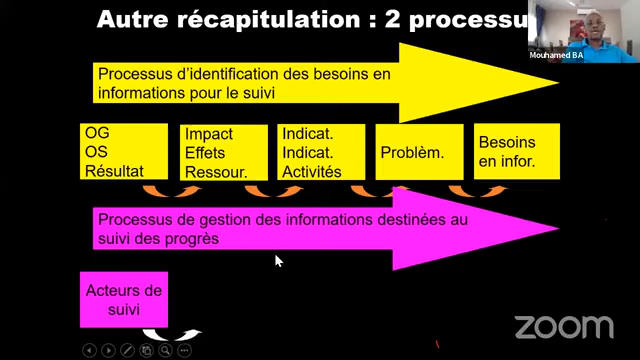 Autre récapitulation : 2 processu
Mouhamed BA
Processus d'identification des besoins en
informations pour le suivi
OG
OS
Résultat
Impact
Effets
Ressour.
Indicat.
Indicat.
Activités
Problèm.
Besoins
en infor.
Processus de gestion des informations destinées au
suivi des progrès
Acteurs de
suivi
zoom